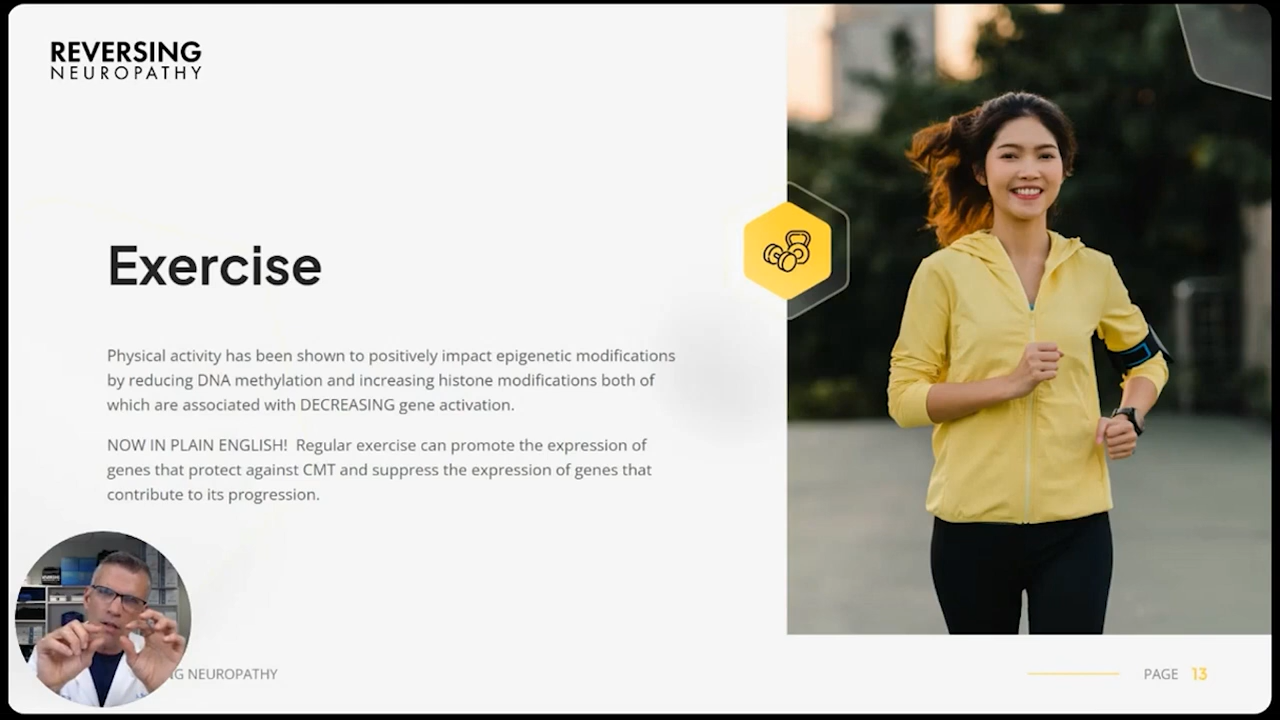 REVERSING
NEUROPATHY
Exercise
Physical activity has been shown to positively impact epigenetic modifications
by reducing DNA methylation and increasing histone modifications both of
which are associated with DECREASING gene activation.
NOW IN PLAIN ENGLISH! Regular exercise can promote the expression of
genes that protect against CMT and suppress the expression of genes that
contribute to its progression.
NEUROPATHY
PAGE 13